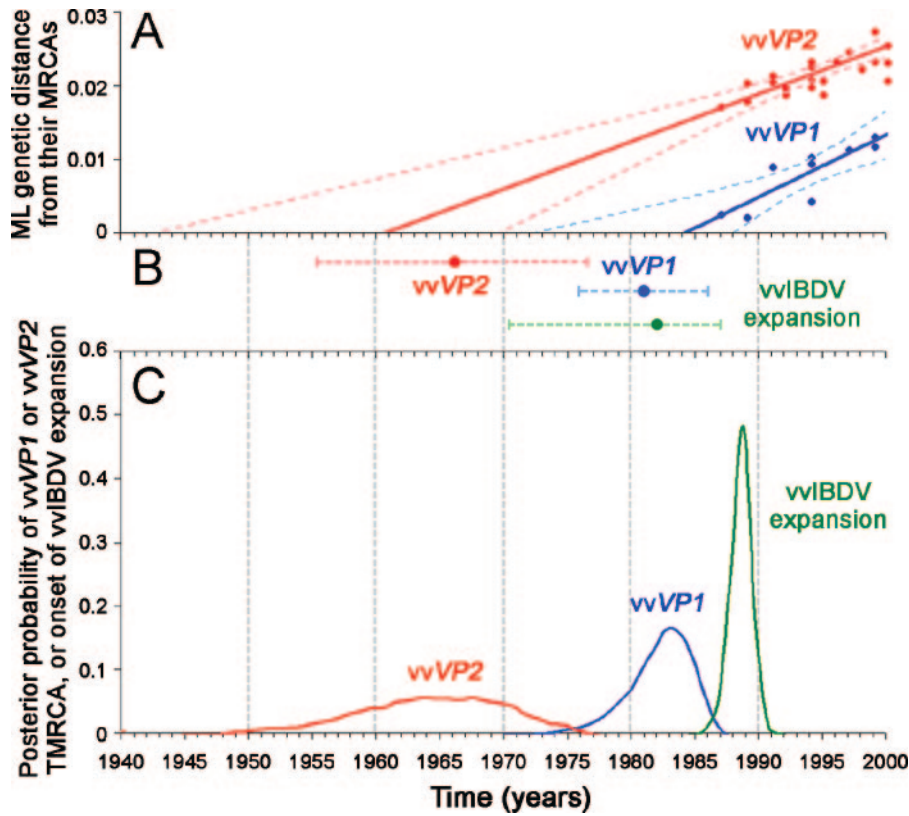 A
ML genetic distance
from their MRCAs
0.03
0.02
0.01
0
vvVP2
vvVP1
B
vvVP2
vvVP1
vvIBDV
expansion
C
Posterior probability of vvVP1 or vvVP2
TMRCA, or onset of vvIBDV expansion
0.6
0.5
0.4
0.3
0.2
0.1
0
vvIBDV
expansion
vvVP1
vvVP2
1940 1945 1950 1955 1960 1965 1970 1975 1980 1985 1990 1995 2000
Time (years)